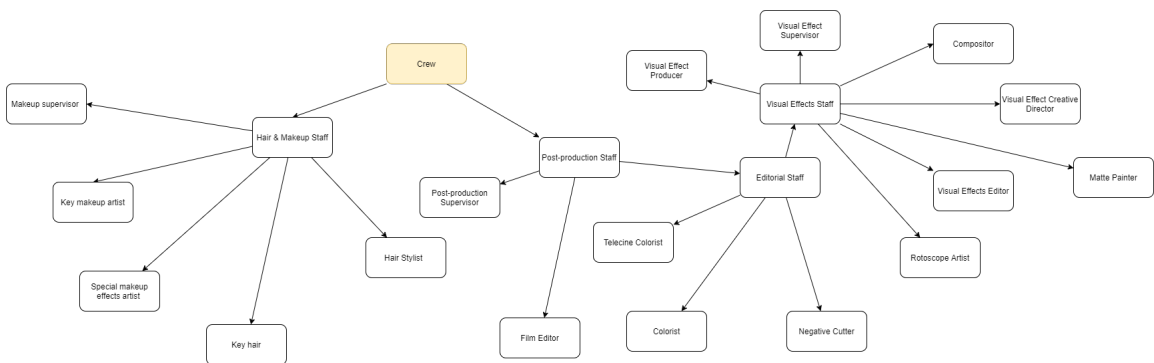 Visual Effect
Supervisor
Compositor
Crew
Visual Effect
Producer
Makeup supervisor
Visual Effects Staff
Visual Effect Creative
Director
Hair & Makeup Staff
Post-production Staff
Editorial Staff
Matte Painter
Post-production
Supervisor
Visual Effects Editor
Key makeup artist
Telecine Colorist
Hair Stylist
Rotoscope Artist
Special makeup
effects artist
Key hair
Film Editor
Colorist
Negative Cutter